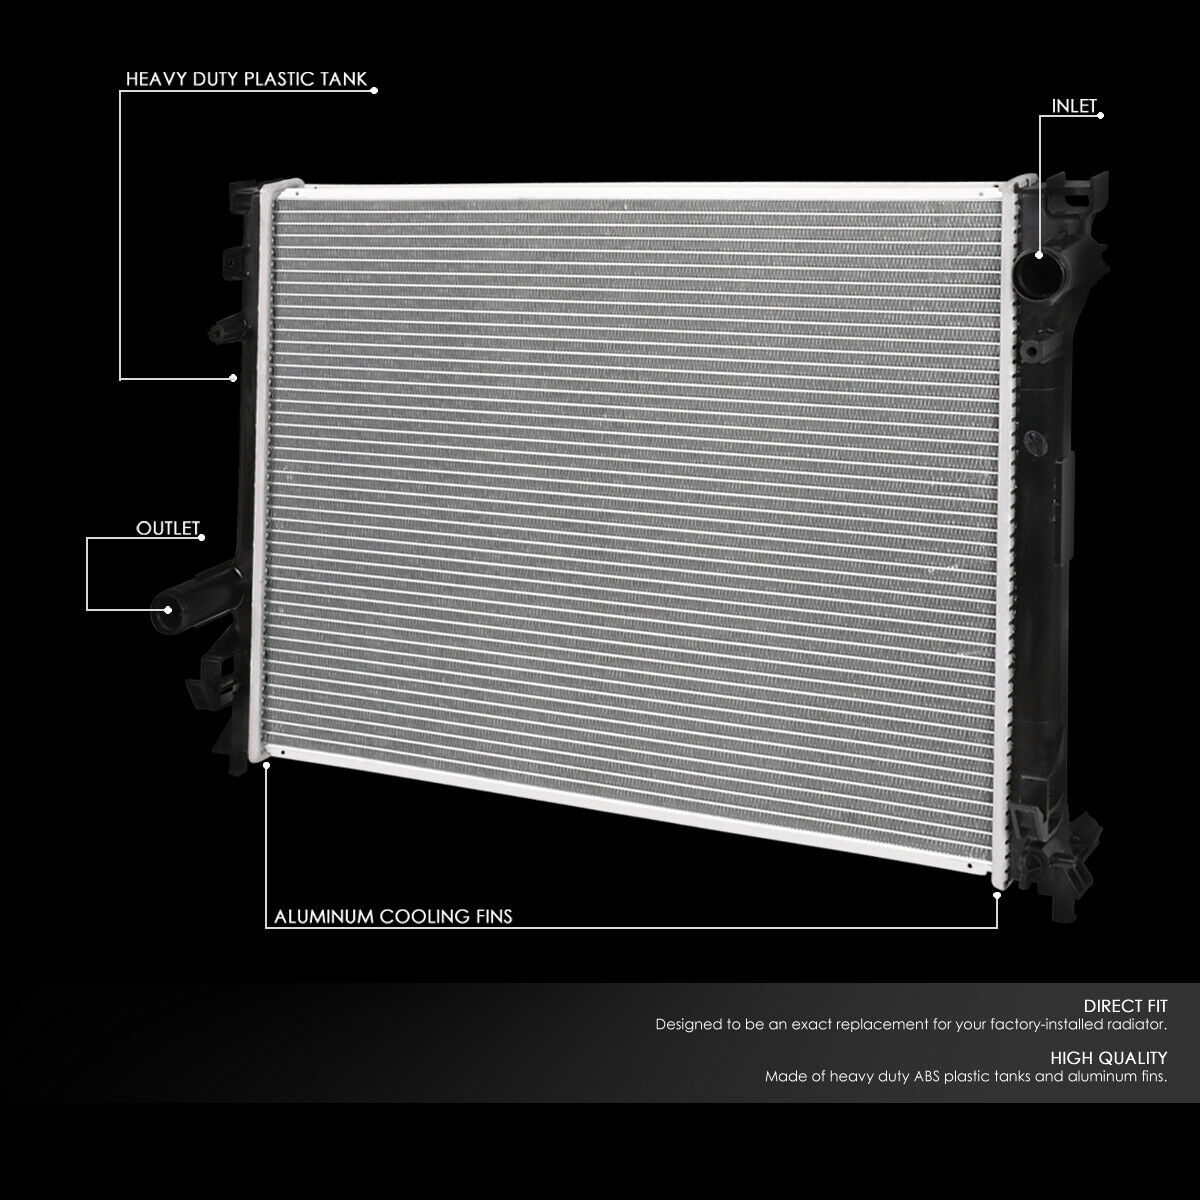 HEAVY DUTY PLASTIC TANK
INLET
OUTLET
ALUMINUM COOLING FINS
DIRECT FIT
Designed to be an exact replacement for your factory-installed radiator.
HIGH QUALITY
Made of heavy duty ABS plastic tanks and aluminum fins.